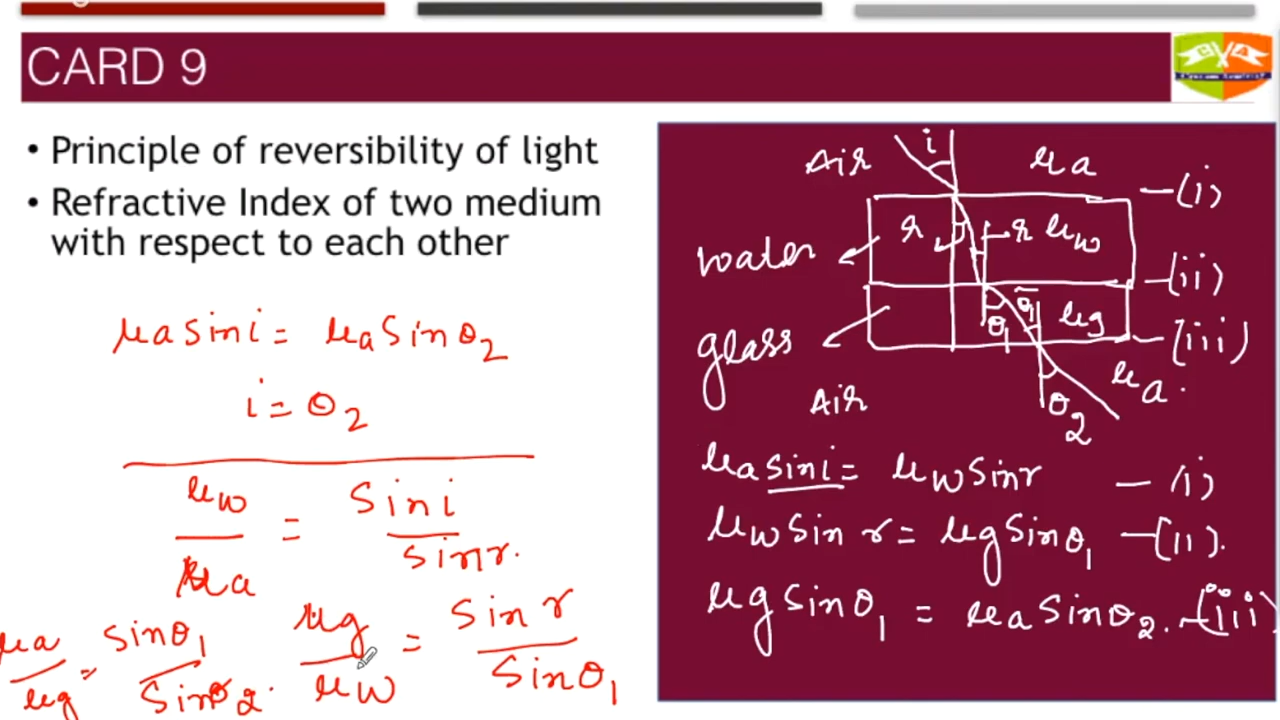 CARD 9
• Principle of reversibility of light
• Refractive Index of two medium
with respect to each other
μa sin i = μa sin θ2
i = θ2
μw / μa = sin i / sin r.
μa / μg = sin θ1 / sin θ2.
μg / μw = sin r / sin θ1
Air i μa -(i)
water r r μw -(ii)
glass θ1 θ1 μg -(iii)
Air θ2 μa.
μa sin i = μw sin r - (i)
μw sin r = μg sin θ1 - (ii).
μg sin θ1 = μa sin θ2. - (iii)